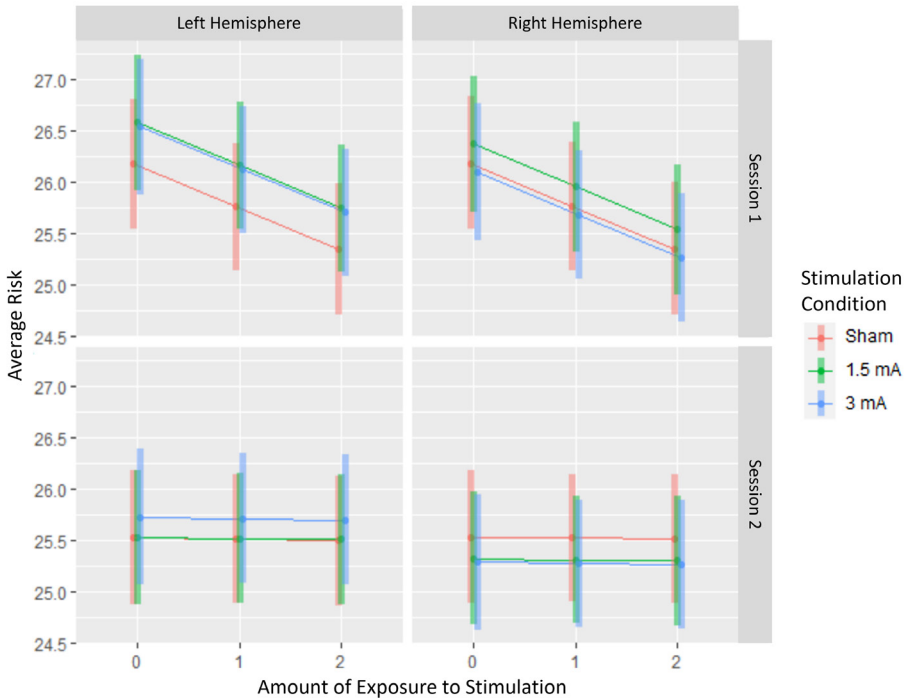 Left Hemisphere
Right Hemisphere
27.0
26.5
26.0
25.5
25.0
24.5
Session 1
27.0
26.5
26.0
25.5
25.0
24.5
Session 2
Average Risk
0
1
2
0
1
2
Amount of Exposure to Stimulation
Stimulation
Condition
Sham
1.5 mA
3 mA